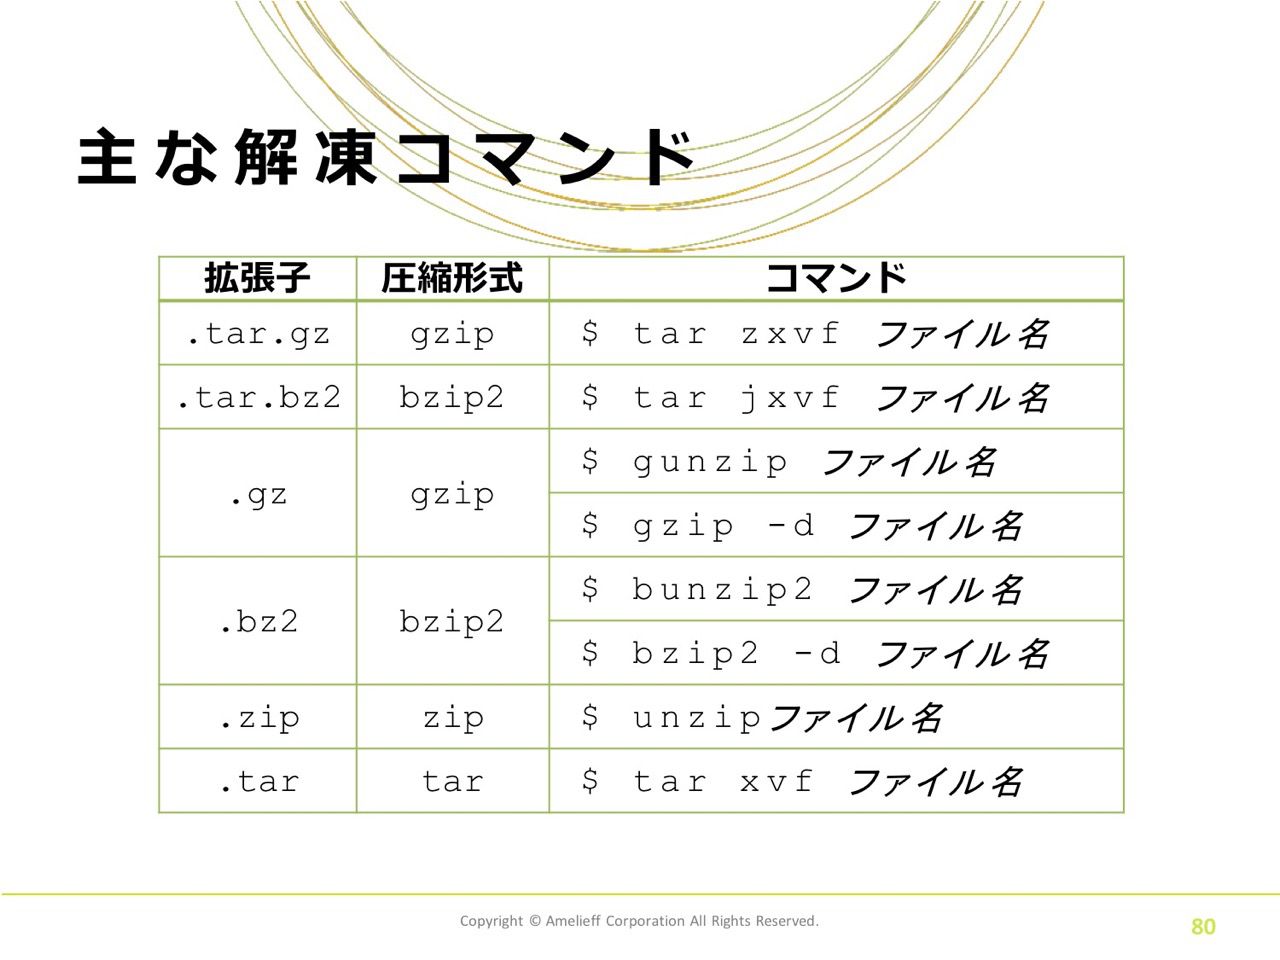 主な解凍コマンド
拡張子 圧縮形式 コマンド
.tar.gz gzip $ tar zxvf ファイル名
.tar.bz2 bzip2 $ tar jxvf ファイル名
.gz gzip $ gunzip ファイル名
$ gzip -d ファイル名
.bz2 bzip2 $ bunzip2 ファイル名
$ bzip2 -d ファイル名
.zip zip $ unzipファイル名
.tar tar $ tar xvf ファイル名
Copyright © Amelieff Corporation All Rights Reserved.
80